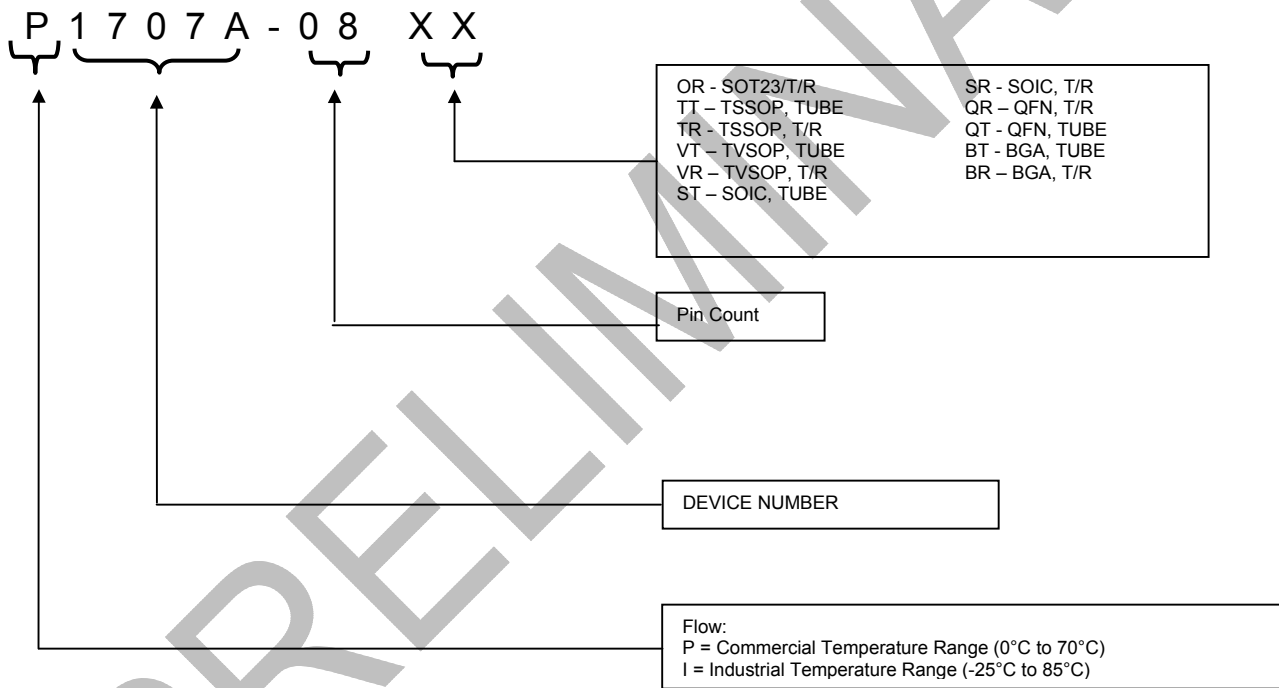 P 1 7 0 7 A - 0 8 X X
OR - SOT23/T/R
TT – TSSOP, TUBE
TR - TSSOP, T/R
VT – TVSOP, TUBE
VR – TVSOP, T/R
ST – SOIC, TUBE
SR - SOIC, T/R
QR – QFN, T/R
QT - QFN, TUBE
BT - BGA, TUBE
BR – BGA, T/R
Pin Count
DEVICE NUMBER
Flow:
P = Commercial Temperature Range (0°C to 70°C)
I = Industrial Temperature Range (-25°C to 85°C)
PRELIMINA